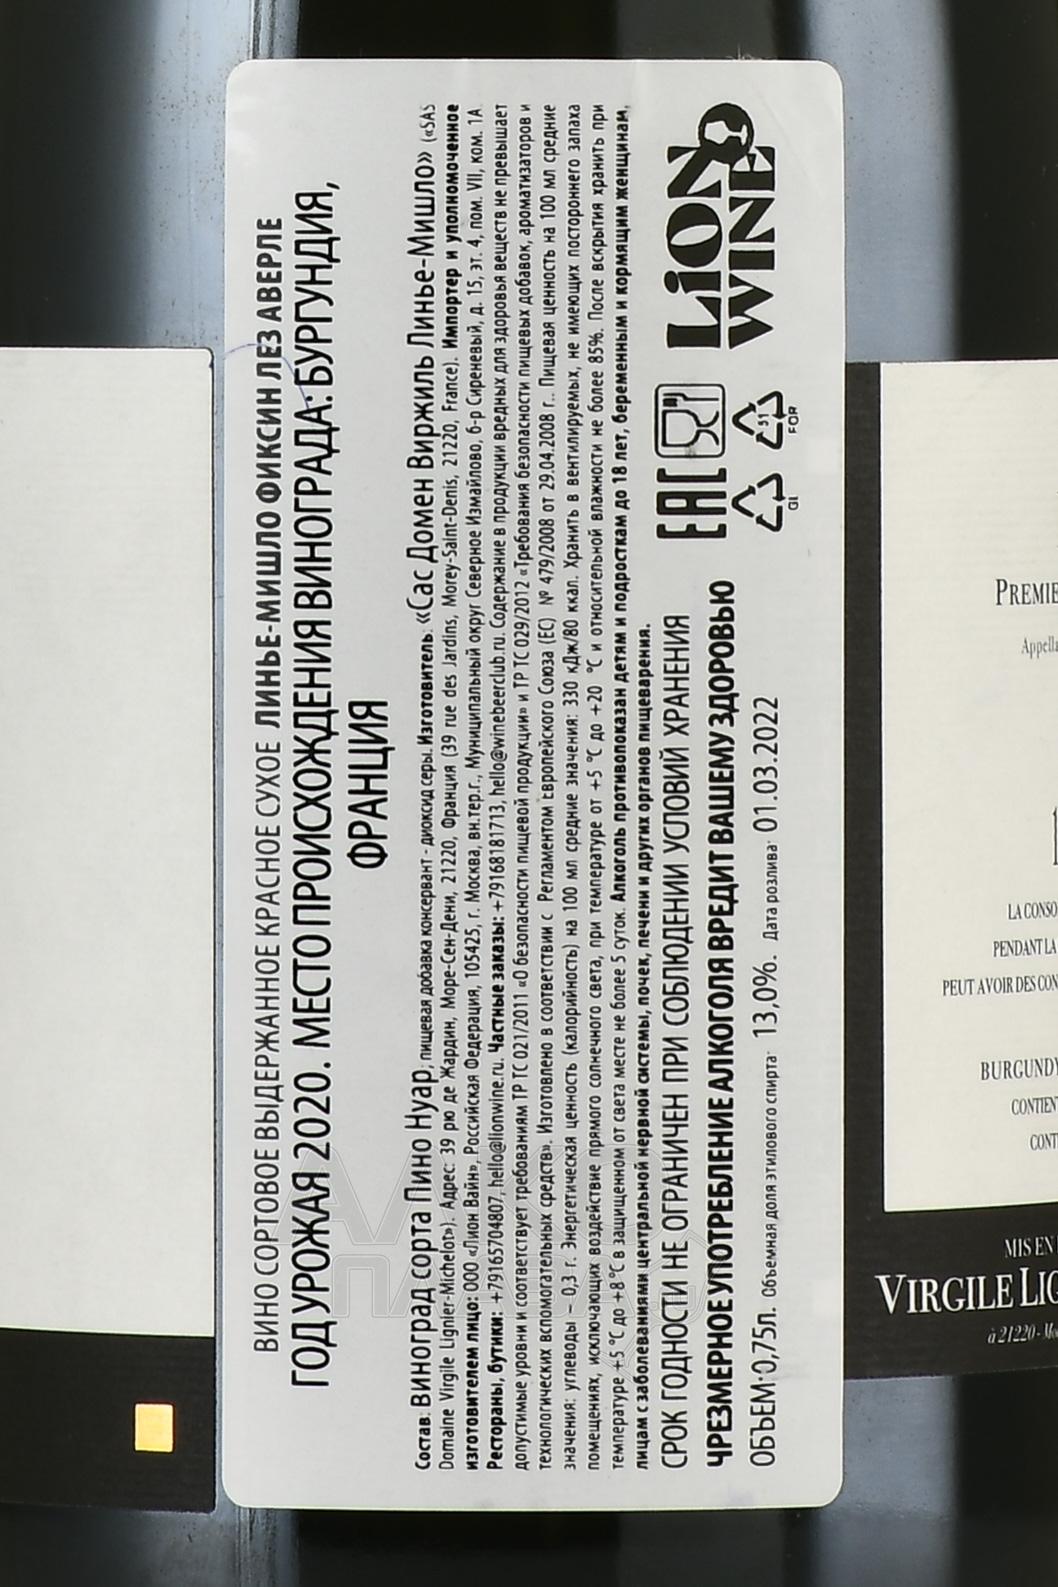 ВИНО СОРТОВОЕ ВЫДЕРЖАННОЕ КРАСНОЕ СУХОЕ ЛИНЬЕ-МИШЛО ФИКСИН ЛЕЗ АВЕРЛЕ
ГОД УРОЖАЯ 2020. МЕСТО ПРОИСХОЖДЕНИЯ ВИНОГРАДА: БУРГУНДИЯ,
ФРАНЦИЯ
Состав: Виноград сорта Пино Нуар, пищевая добавка консервант - диоксид серы. Изготовитель: «Сас Домен Виржиль Линье-Мишло» («SAS
Domaine Virgile Lignier-Michelot»). Адрес: 39 рю де Жардин, Море-Сен-Дени, 21220, Франция (39 rue des Jardins, Morey-Saint-Denis, 21220, France). Импортер и уполномоченное
изготовителем лицо: ООО «Лион Вайн», Российская Федерация, 105425, г. Москва, вн.тер.г., Муниципальный округ Северное Измайлово, б-р Сиреневый, д. 15, эт. 4, пом. VII, ком. 1А
Рестораны, бутики: +79165704807, hello@lionwine.ru. Частные заказы: +79168181713, hello@winebeerclub.ru. Содержание в продукции вредных для здоровья веществ не превышает
допустимые уровни и соответствует требованиям ТР ТС 021/2011 «О безопасности пищевой продукции» и ТР ТС 029/2012 «Требования безопасности пищевых добавок, ароматизаторов и
технологических вспомогательных средств». Изготовлено в соответствии с Регламентом Европейского Союза (ЕС) № 479/2008 от 29.04.2008 г.. Пищевая ценность на 100 мл средние
значения: углеводы – 0,3 г. Энергетическая ценность (калорийность) на 100 мл средние значения: 330 кДж/80 ккал. Хранить в вентилируемых, не имеющих постороннего запаха
помещениях, исключающих воздействие прямого солнечного света, при температуре от +5 °С до +20 °С и относительной влажности не более 85%. После вскрытия хранить при
температуре +5 °С до +8 °С в защищенном от света месте не более 5 суток. Алкоголь противопоказан детям и подросткам до 18 лет, беременным и кормящим женщинам,
лицам с заболеваниями центральной нервной системы, почек, печени и других органов пищеварения.
СРОК ГОДНОСТИ НЕ ОГРАНИЧЕН ПРИ СОБЛЮДЕНИИ УСЛОВИЙ ХРАНЕНИЯ
ЧРЕЗМЕРНОЕ УПОТРЕБЛЕНИЕ АЛКОГОЛЯ ВРЕДИТ ВАШЕМУ ЗДОРОВЬЮ
ОБЪЕМ: 0,75л. Объемная доля этилового спирта: 13,0%. Дата розлива: 01.03.2022
EAC
GL
51
FOR
LION
WINE
PREMIE
Appella
LA CONSO
PENDANT LA
PEUT AVOIR DES CON
BURGUNDY
CONTIEN
CONT
MIS EN
VIRGILE LIG
à 21220 - Mo